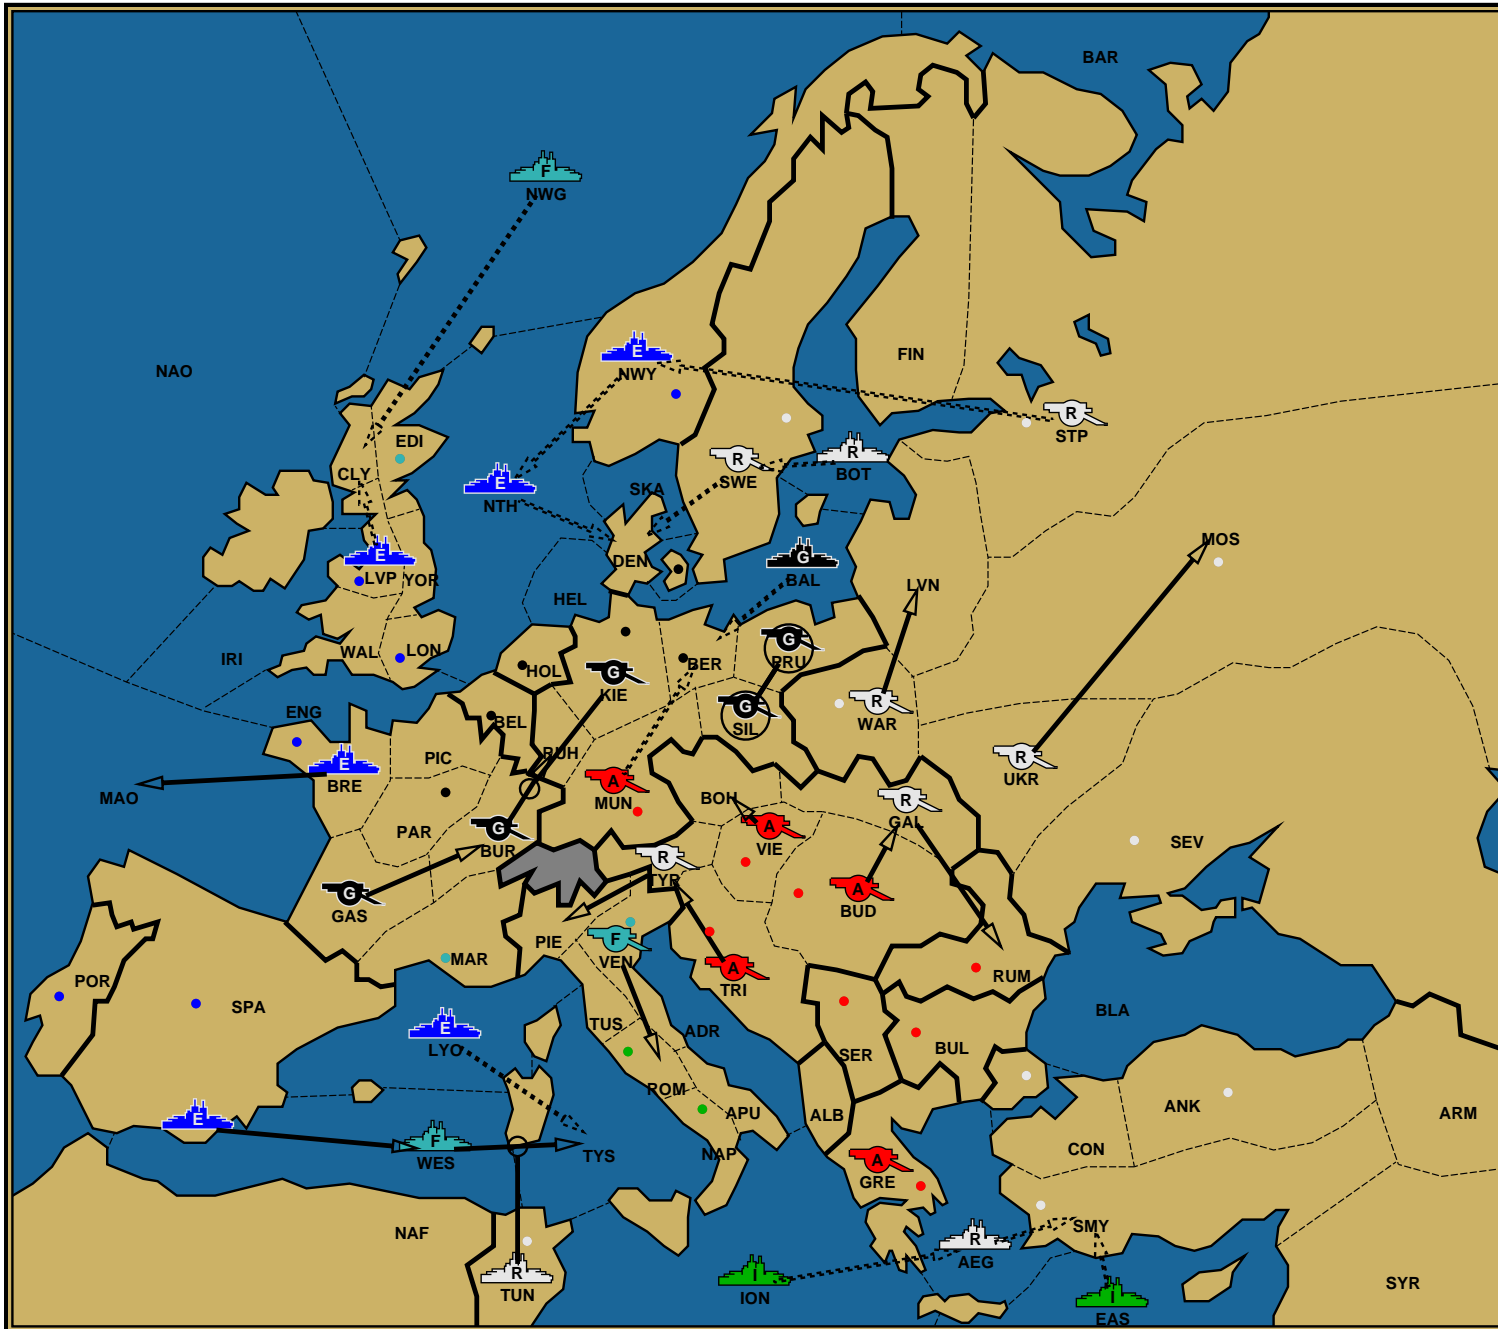 BAR
F
NWG
NAO
E
NWY
FIN
R
STP
EDI
R
SWE
R
BOT
CLY
E
NTH
SKA
MOS
E
LVP
YOR
DEN
G
BAL
LVN
HEL
IRI
WAL
LON
HOL
G
KIE
BER
G
PRU
R
WAR
ENG
BEL
G
SIL
E
BRE
PIC
RUH
R
UKR
MAO
A
MUN
BOH
R
GAL
PAR
G
BUR
A
VIE
SEV
R
TYR
G
GAS
A
BUD
PIE
F
VEN
MAR
A
TRI
RUM
POR
SPA
E
LYO
TUS
ADR
SER
BUL
BLA
ROM
APU
ALB
ANK
ARM
E
F
WES
TYS
NAP
A
GRE
CON
NAF
SMY
R
AEG
R
TUN
I
ION
I
EAS
SYR